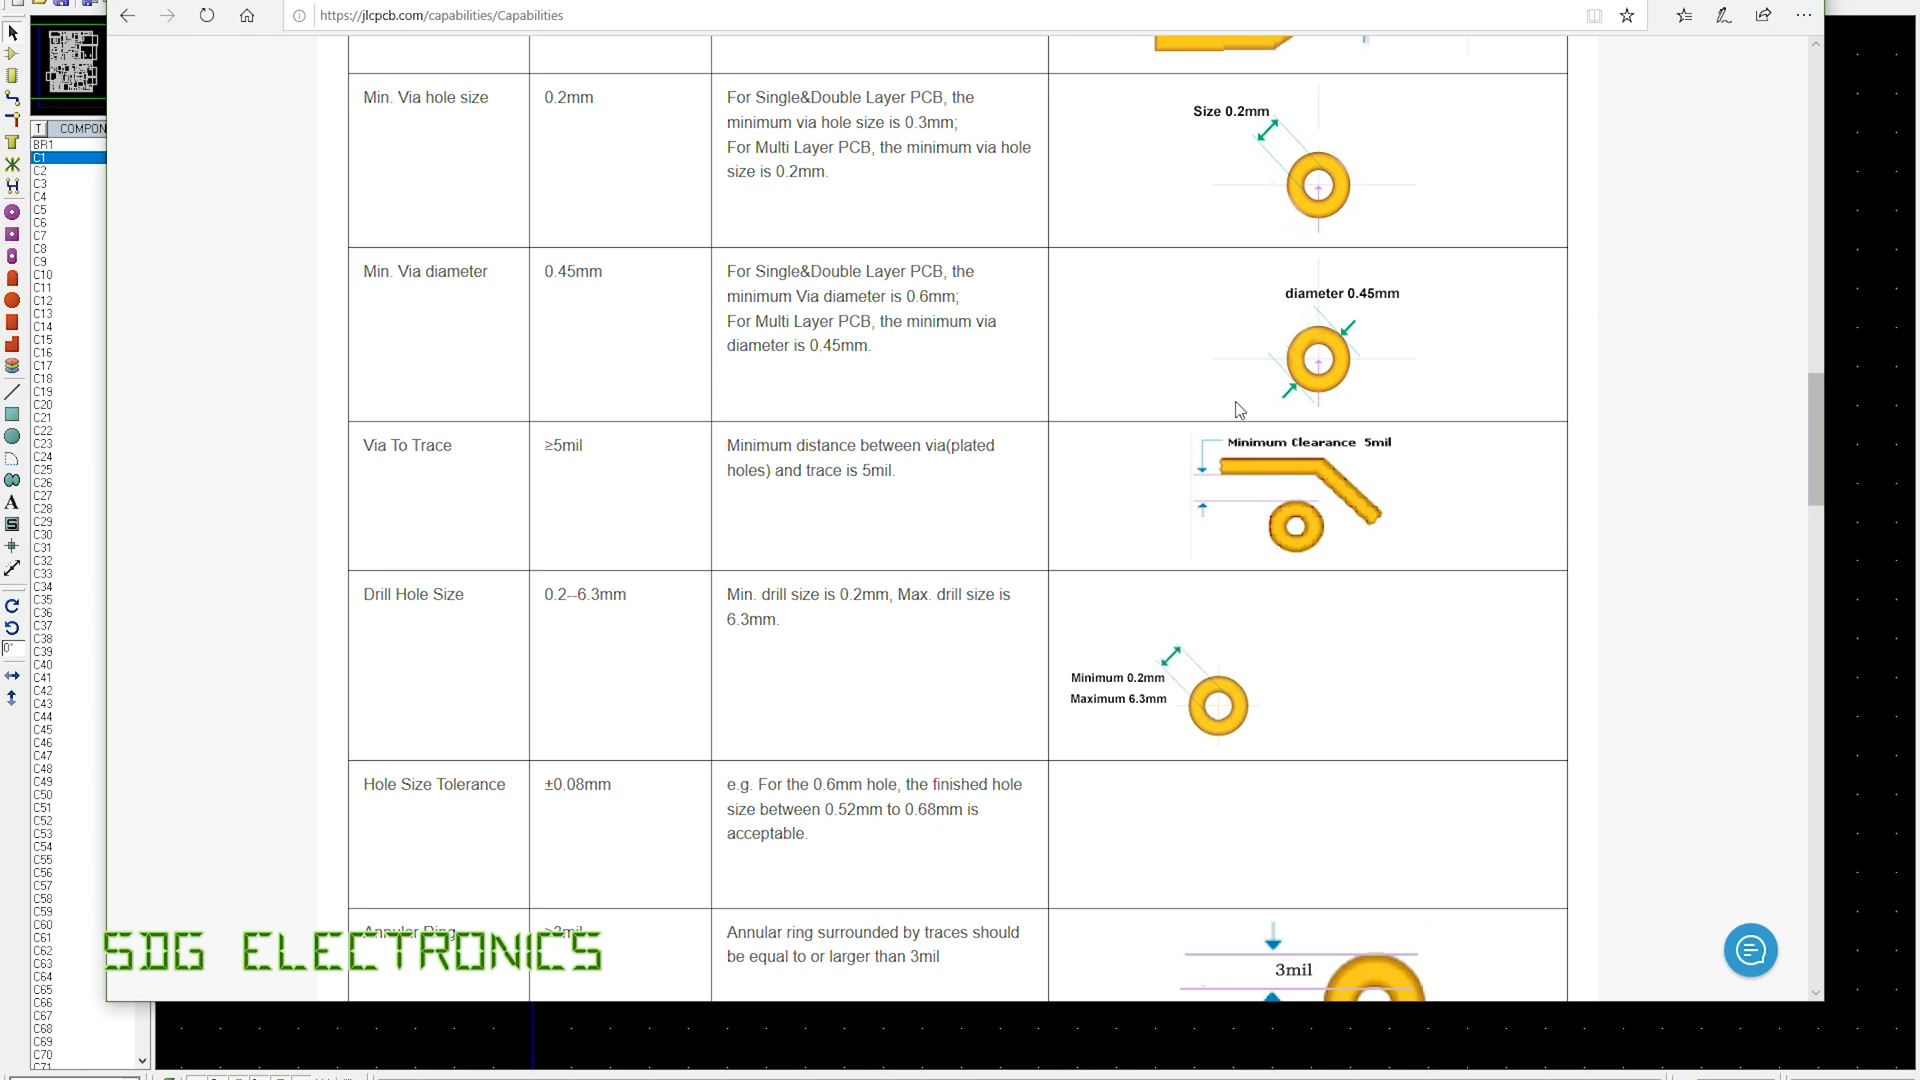 https://jlcpcb.com/capabilities/Capabilities
T COMPON
BR1
C1
C2
C3
C4
C5
C6
C7
C8
C9
C10
C11
C12
C13
C14
C15
C16
C17
C18
C19
C20
C21
C22
C23
C24
C25
C26
C27
C28
C29
C30
C31
C32
C33
C34
C35
C36
C37
C38
C39
C40
C41
C42
C43
C44
C45
C46
C47
C48
C49
C50
C51
C52
C53
C54
C55
C56
C57
C58
C59
C60
C61
C62
C63
C64
C65
C66
C67
C68
C69
C70
C71
0°
Min. Via hole size
0.2mm
For Single&Double Layer PCB, the
minimum via hole size is 0.3mm;
For Multi Layer PCB, the minimum via hole
size is 0.2mm.
Size 0.2mm
Min. Via diameter
0.45mm
For Single&Double Layer PCB, the
minimum Via diameter is 0.6mm;
For Multi Layer PCB, the minimum via
diameter is 0.45mm.
diameter 0.45mm
Via To Trace
≥5mil
Minimum distance between via(plated
holes) and trace is 5mil.
Minimum Clearance 5mil
Drill Hole Size
0.2--6.3mm
Min. drill size is 0.2mm, Max. drill size is
6.3mm.
Minimum 0.2mm
Maximum 6.3mm
Hole Size Tolerance
±0.08mm
e.g. For the 0.6mm hole, the finished hole
size between 0.52mm to 0.68mm is
acceptable.
Annular Ring
≥3mil
Annular ring surrounded by traces should
be equal to or larger than 3mil
3mil
SDG ELECTRONICS